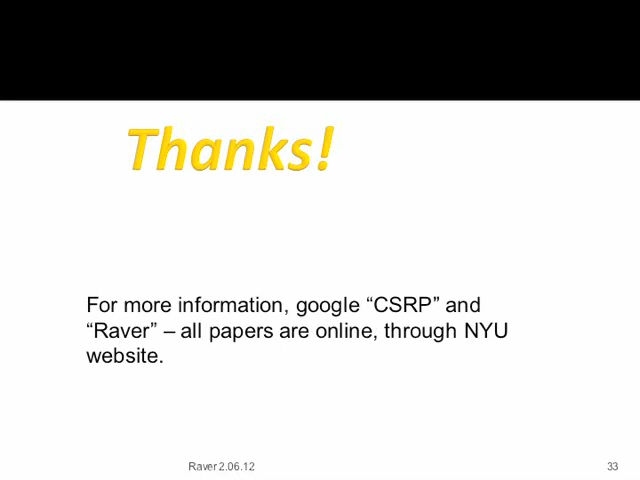 Thanks!
For more information, google “CSRP” and
“Raver” – all papers are online, through NYU
website.
Raver 2.06.12
33